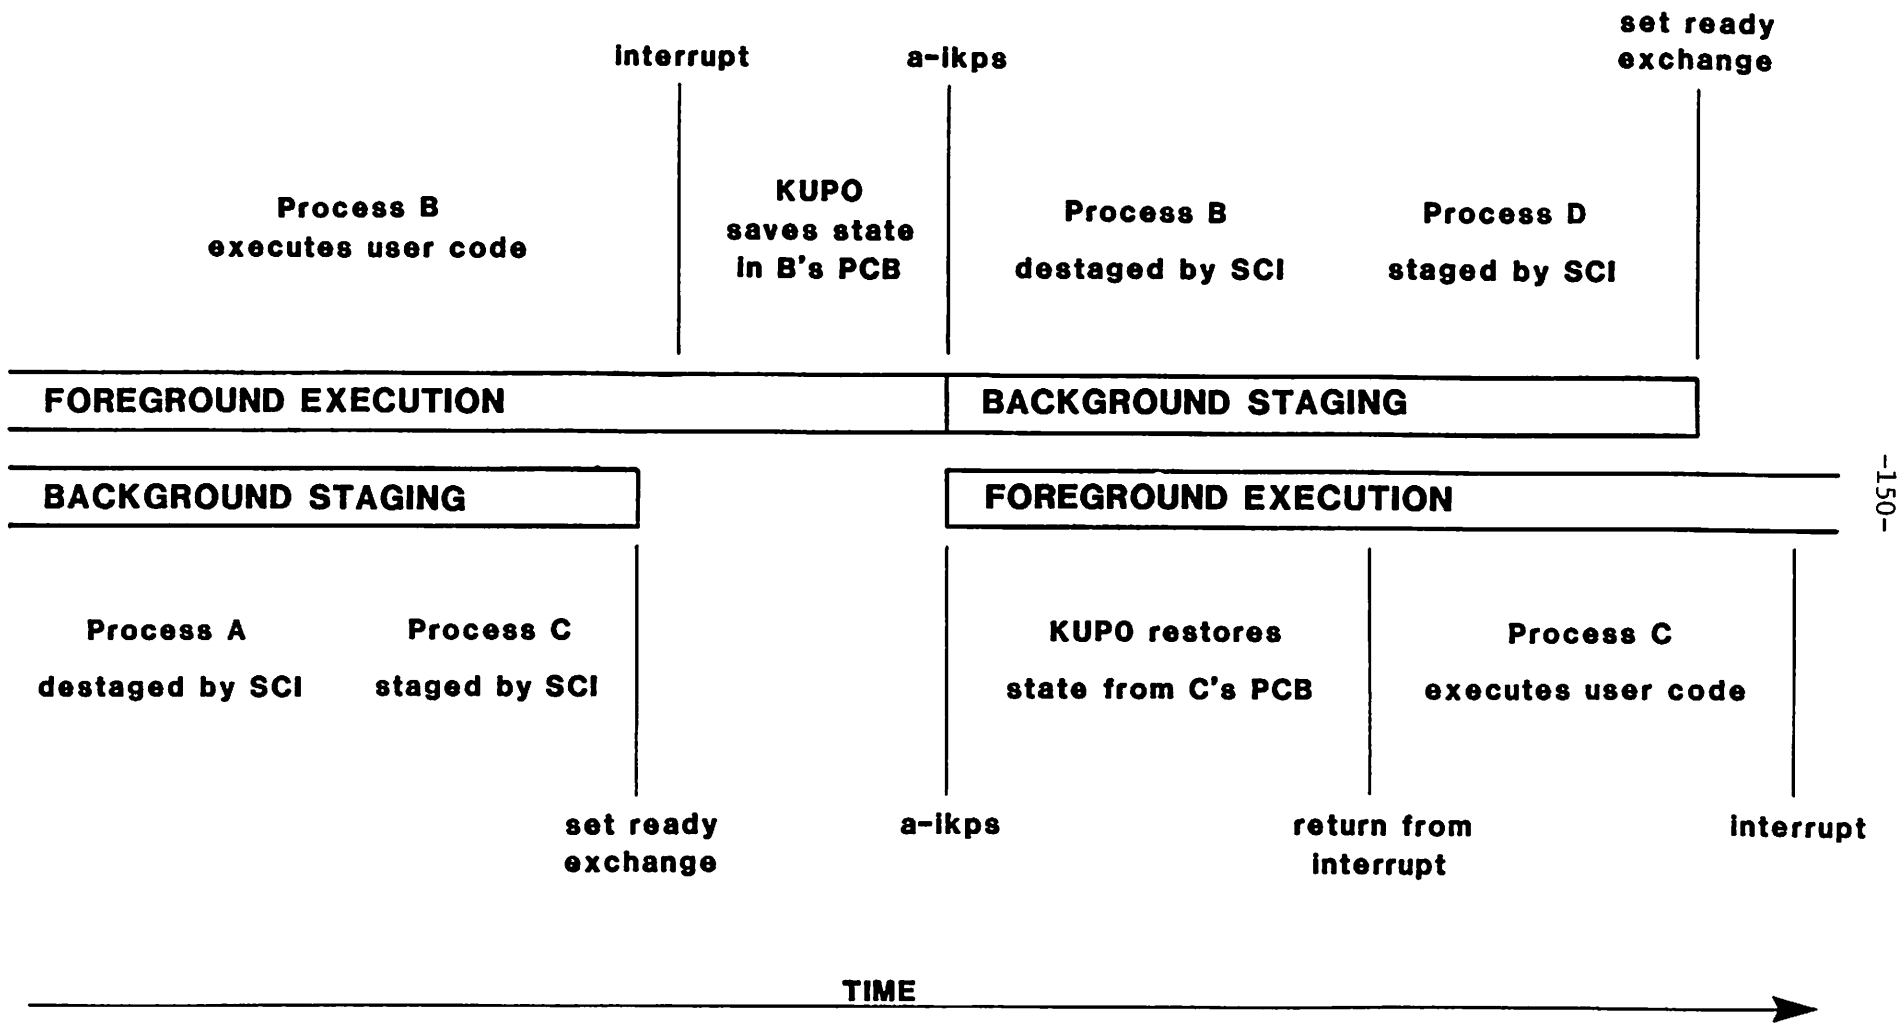 set ready
exchange
interrupt
a-ikps
Process B
executes user code
KUPO
saves state
in B's PCB
Process B
destaged by SCI
Process D
staged by SCI
FOREGROUND EXECUTION
BACKGROUND STAGING
BACKGROUND STAGING
FOREGROUND EXECUTION
-150-
Process A
destaged by SCI
Process C
staged by SCI
KUPO restores
state from C's PCB
Process C
executes user code
set ready
exchange
a-ikps
return from
interrupt
interrupt
TIME